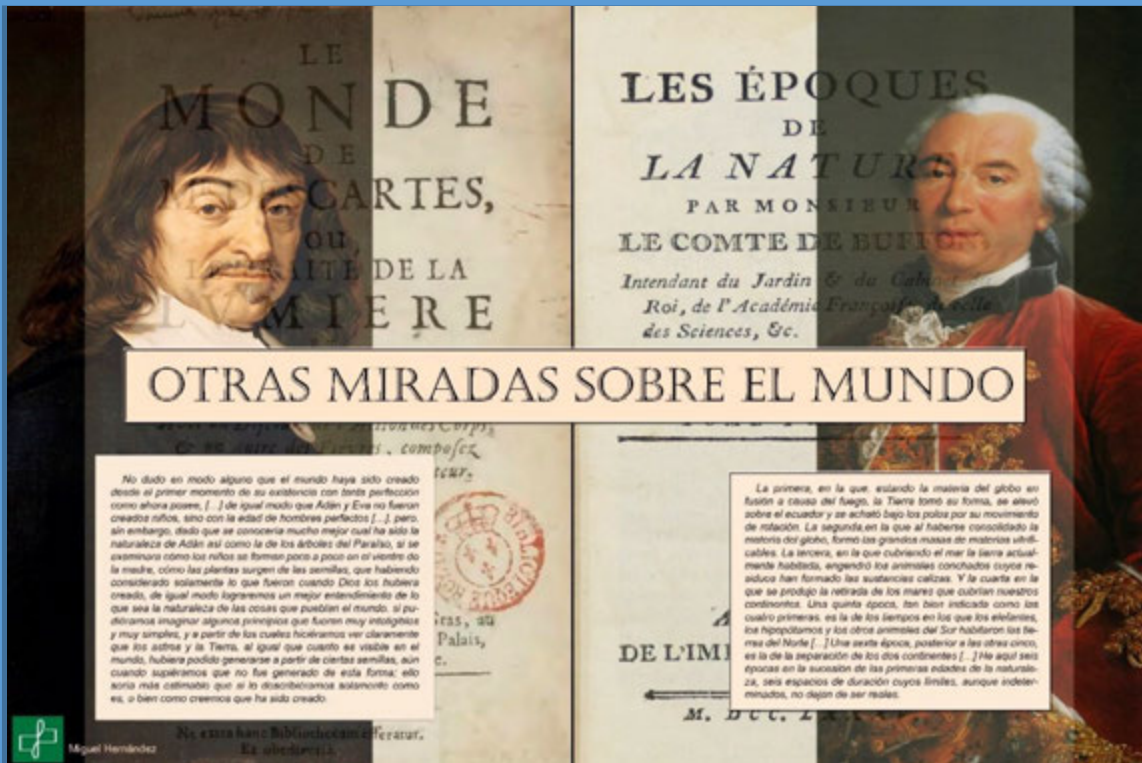 LE
MONDE
DE
CARTES,
ou,
DE LA
LVMIERE
LES ÉPOQUES
DE
LA NATURE
PAR MONSIEUR
LE COMTE DE BUFFON
Intendant du Jardin & du Cabinet
Roi, de l'Académie Françoise,
des Sciences, &c.
OTRAS MIRADAS SOBRE EL MUNDO
composez
No dudo en modo alguno que el mundo haya sido creado
desde el primer momento de su existencia con tanta perfección
como ahora posee, [...] de igual modo que Adán y Eva no fueron
creados niños, sino con la edad de hombres perfectos [...]. pero,
sin embargo, dado que se conocería mucho mejor cual ha sido la
naturaleza de Adán así como la de los árboles del Paraíso, si se
examinara cómo los niños se forman poco a poco en el vientre de
la madre, cómo las plantas surgen de las semillas, que habiendo
considerado solamente lo que fueron cuando Dios los hubiera
creado, de igual modo lograremos un mejor entendimiento de lo
que sea la naturaleza de las cosas que pueblan el mundo. si pu-
diéramos imaginar algunos principios que fueren muy inteligibles
y muy simples, y a partir de los cuales hiciéramos ver claramente
que los astros y la Tierra, al igual que cuanto es visible en el
mundo, hubiera podido generarse a partir de ciertas semillas, aún
cuando supiéramos que no fue generado de esta forma; ello
sería más estimable que si lo describiéramos solamente como
es, o bien como creemos que ha sido creado.
La primera, en la que, estando la materia del globo en
fusión a causa del fuego, la Tierra tomó su forma, se elevó
sobre el ecuador y se acható bajo los polos por su movimiento
de rotación. La segunda,en la que al haberse consolidado la
materia del globo, formó las grandes masas de materias vitrifi-
cables. La tercera, en la que cubriendo el mar la tierra actual-
mente habitada, engendró los animales conchados cuyos re-
siduos han formado las sustancias calizas. Y la cuarta en la
que se produjo la retirada de los mares que cubrían nuestros
continentes. Una quinta época, tan bien indicada como las
cuatro primeras. es la de los tiempos en los que los elefantes,
los hipopótamos y los otros animales del Sur habitaron las tie-
rras del Norte [...] Una sexta época, posterior a las otras cinco,
es la de la separación de los dos continentes [...] He aquí seis
épocas en la sucesión de las primeras edades de la naturale-
za, seis espacios de duración cuyos límites, aunque indeter-
minados, no dejan de ser reales.
Palais,
DE L'IMP
Ne extra hanc Bibliothecam efferatur.
Ex obedientia.
Miguel Hernández